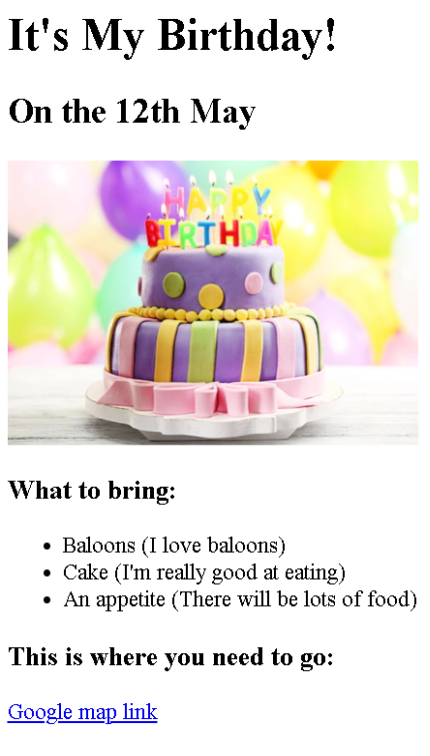 It's My Birthday!
On the 12th May
HAPPY
BIRTHDAY
What to bring:
Baloons (I love baloons)
Cake (I'm really good at eating)
An appetite (There will be lots of food)
This is where you need to go:
Google map link